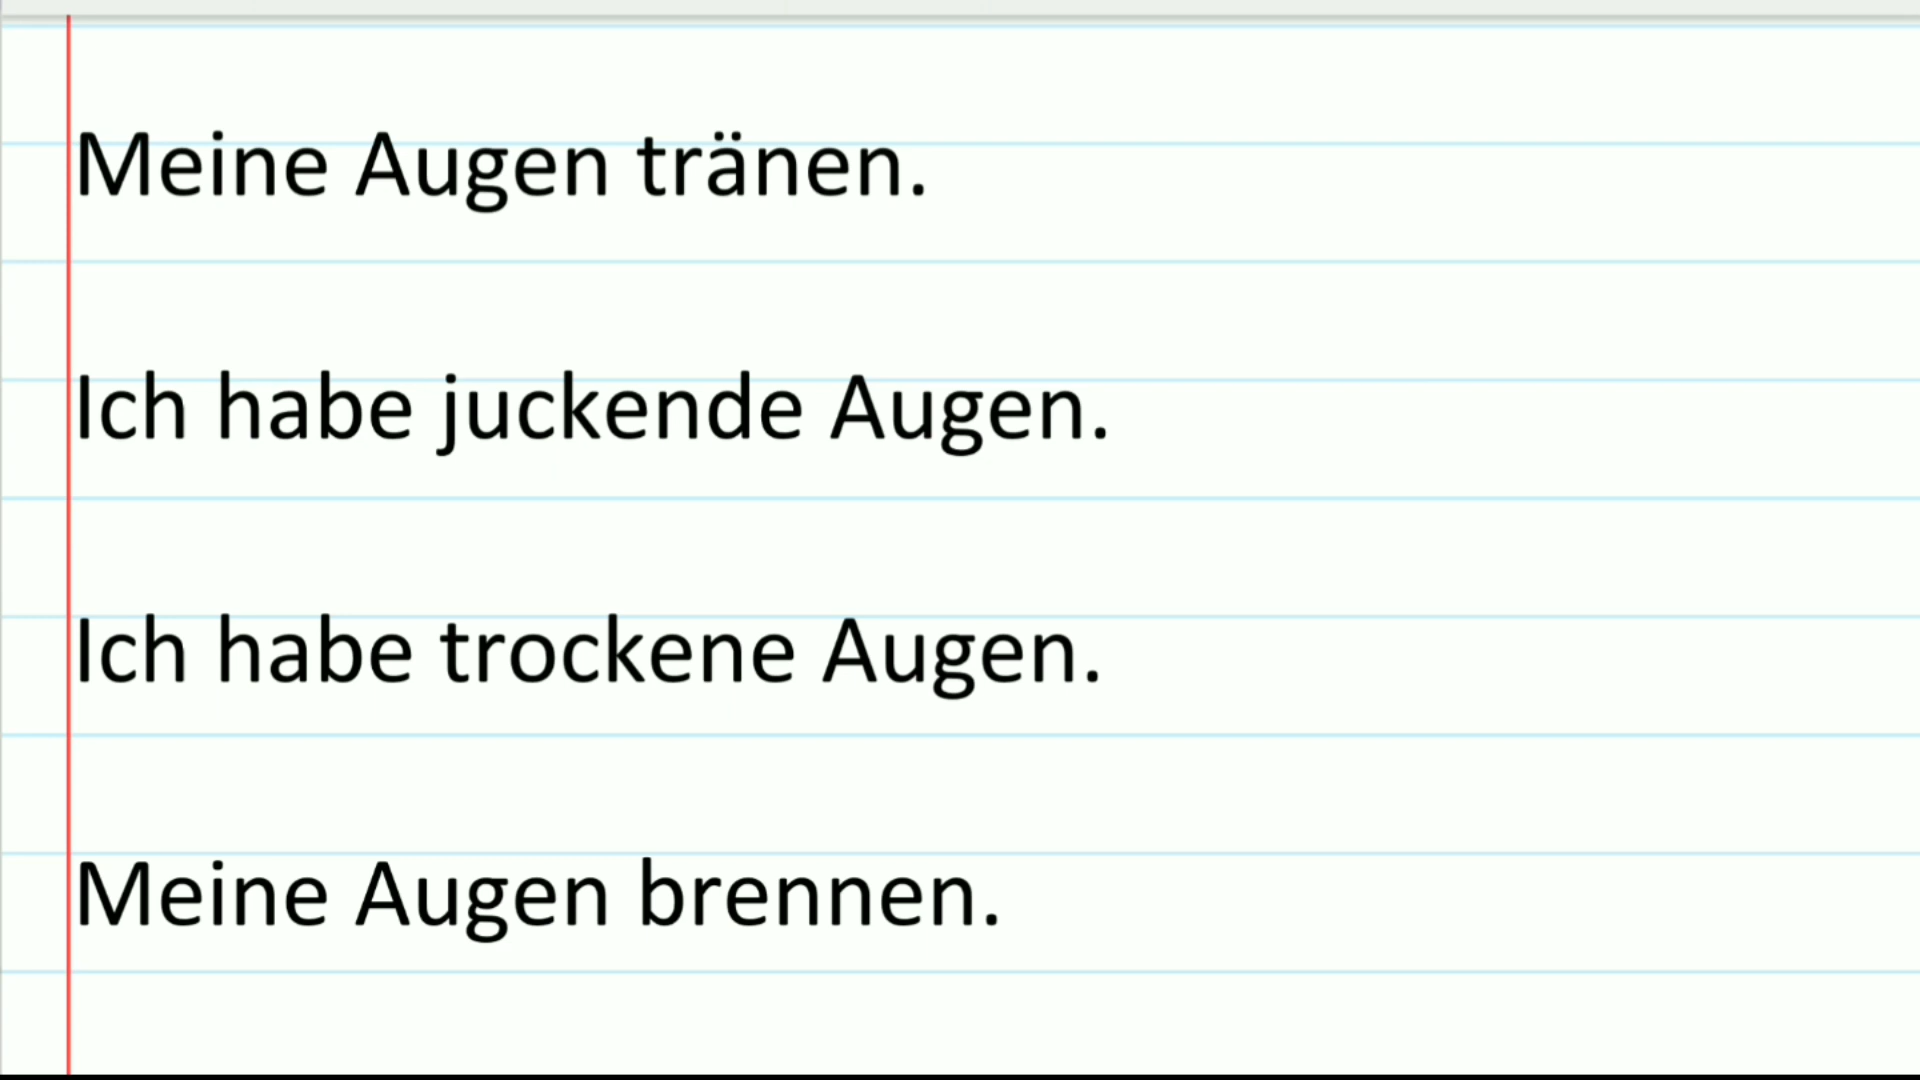 Meine Augen tränen.
Ich habe juckende Augen.
Ich habe trockene Augen.
Meine Augen brennen.